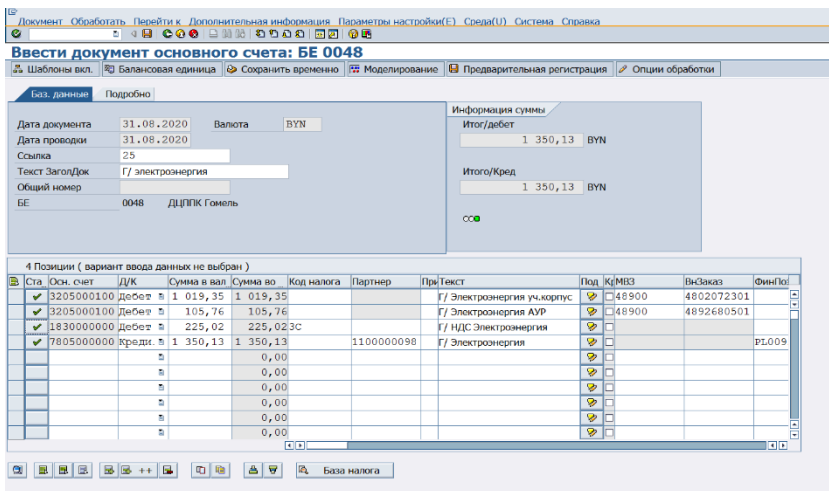 Документ Обработать Перейти к Дополнительная информация Параметры настройки(E) Среда(U) Система Справка
Ввести документ основного счета: БЕ 0048
Шаблоны вкл. Балансовая единица Сохранить временно Моделирование Предварительная регистрация Опции обработки
Баз. данные Подробно
Информация суммы
Дата документа 31.08.2020 Валюта BYN Итог/дебет
Дата проводки 31.08.2020 1 350,13 BYN
Ссылка 25
Текст ЗаголДок Г/ электроэнергия Итого/Кред
Общий номер 1 350,13 BYN
БЕ 0048 ДЦППК Гомель
4 Позиции ( вариант ввода данных не выбран )
Ста_ Осн. счет Д/К Сумма в вал Сумма во _ Код налога Партнер При Текст Под Кр МВЗ ВнЗаказ ФинПо
3205000100 Дебет 1 019,35 1 019,35 Г/ Электроэнергия уч.корпус 48900 4802072301
3205000100 Дебет 105,76 105,76 Г/ Электроэнергия АУР 48900 4892680501
1830000000 Дебет 225,02 225,02 3C Г/ НДС Электроэнергия
7805000000 Креди. 1 350,13 1 350,13 1100000098 Г/ Электроэнергия PL009
0,00
0,00
0,00
0,00
0,00
База налога